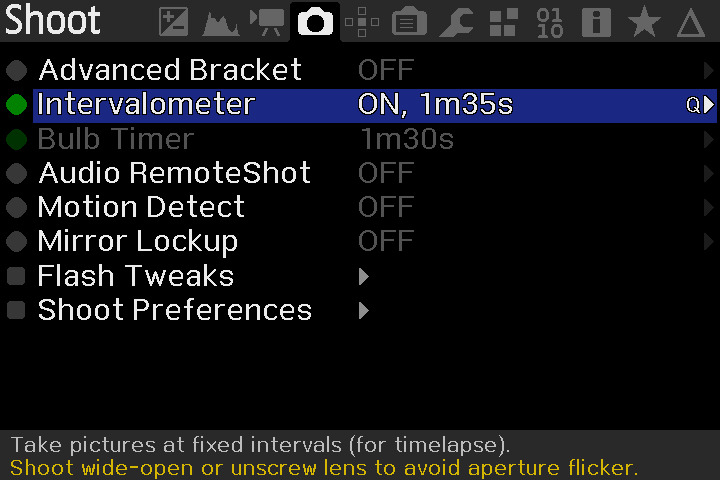 Shoot
01
10
Advanced Bracket OFF
Intervalometer ON, 1m35s Q
Bulb Timer 1m30s
Audio RemoteShot OFF
Motion Detect OFF
Mirror Lockup OFF
Flash Tweaks
Shoot Preferences
Take pictures at fixed intervals (for timelapse).
Shoot wide-open or unscrew lens to avoid aperture flicker.